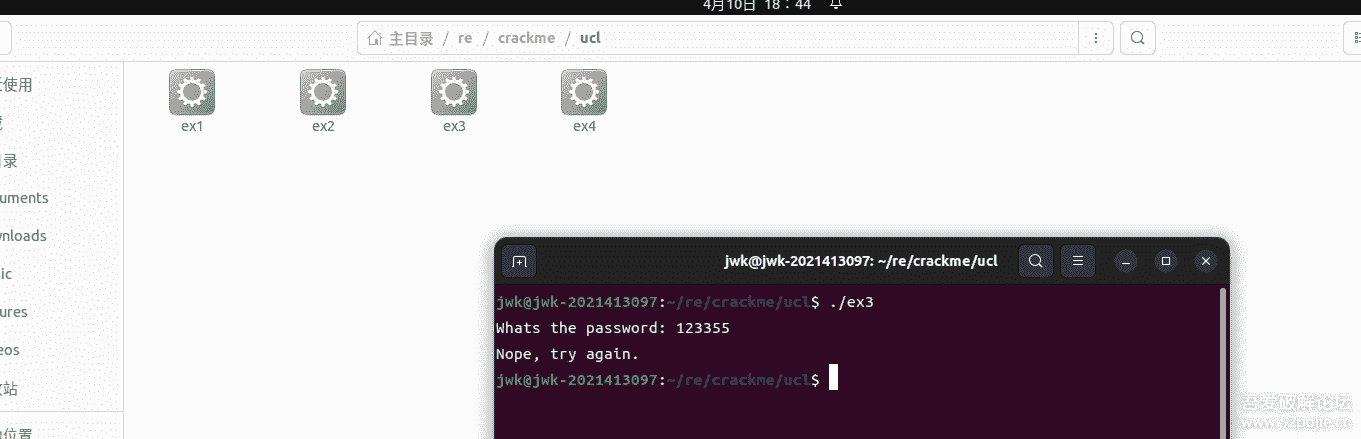 4月10日 18：44
主目录 / re / crackme / ucl
使用
ex1 ex2 ex3 ex4
录
uments
wnloads
sic
ures
eos
站
位置
jwk@jwk-2021413097: ~/re/crackme/ucl
jwk@jwk-2021413097:~/re/crackme/ucl$ ./ex3
Whats the password: 123355
Nope, try again.
jwk@jwk-2021413097:~/re/crackme/ucl$
吾爱破解论坛
www.52pojie.cn